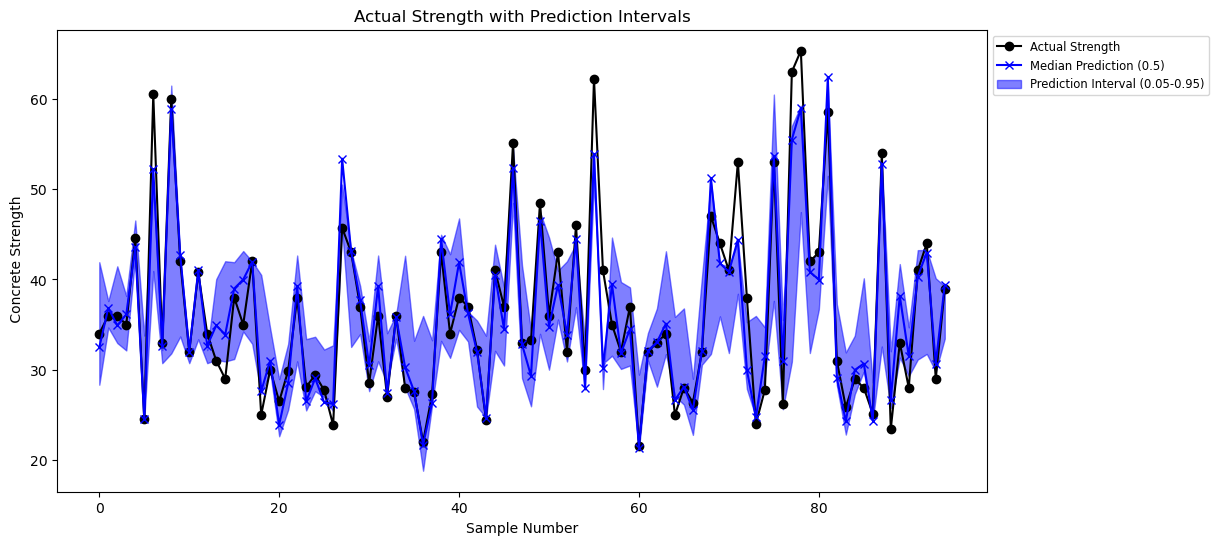 Actual Strength with Prediction Intervals
Actual Strength
Median Prediction (0.5)
Prediction Interval (0.05-0.95)
Concrete Strength
60
50
40
30
20
0
20
40
60
80
Sample Number